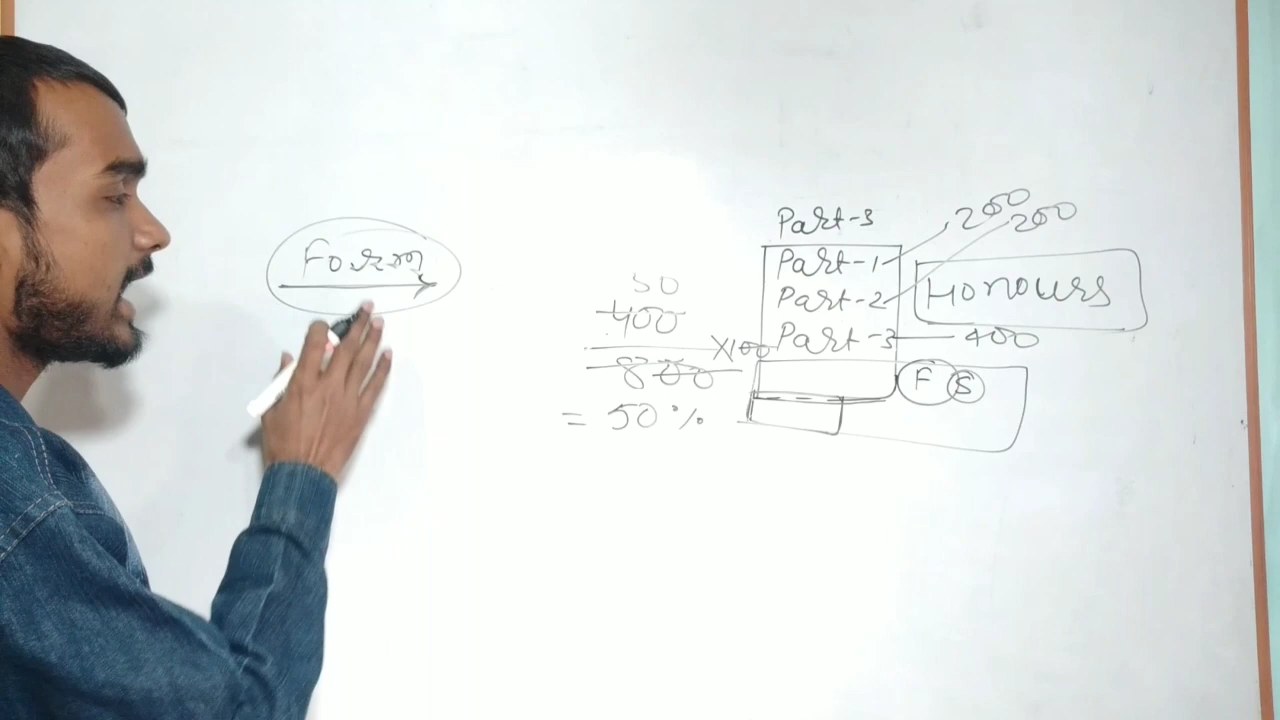 Form
50
400
800
X100
= 50%
Part-3
Part-1 200
Part-2 200
Part-3 400
Honours
F S